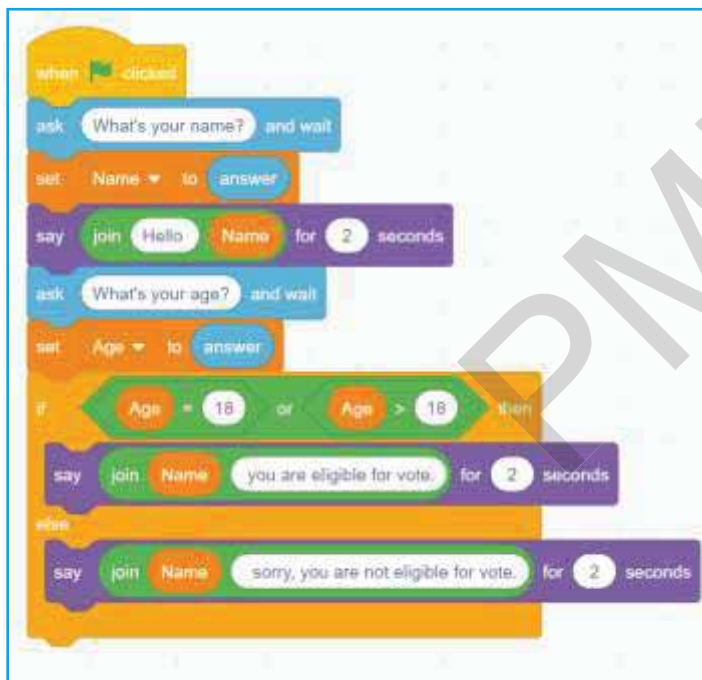 when clicked
ask What's your name? and wait
set Name to answer
say join Hello Name for 2 seconds
ask What's your age? and wait
set Age to answer
if Age = 18 or Age > 18 then
say join Name you are eligible for vote. for 2 seconds
else
say join Name sorry, you are not eligible for vote. for 2 seconds